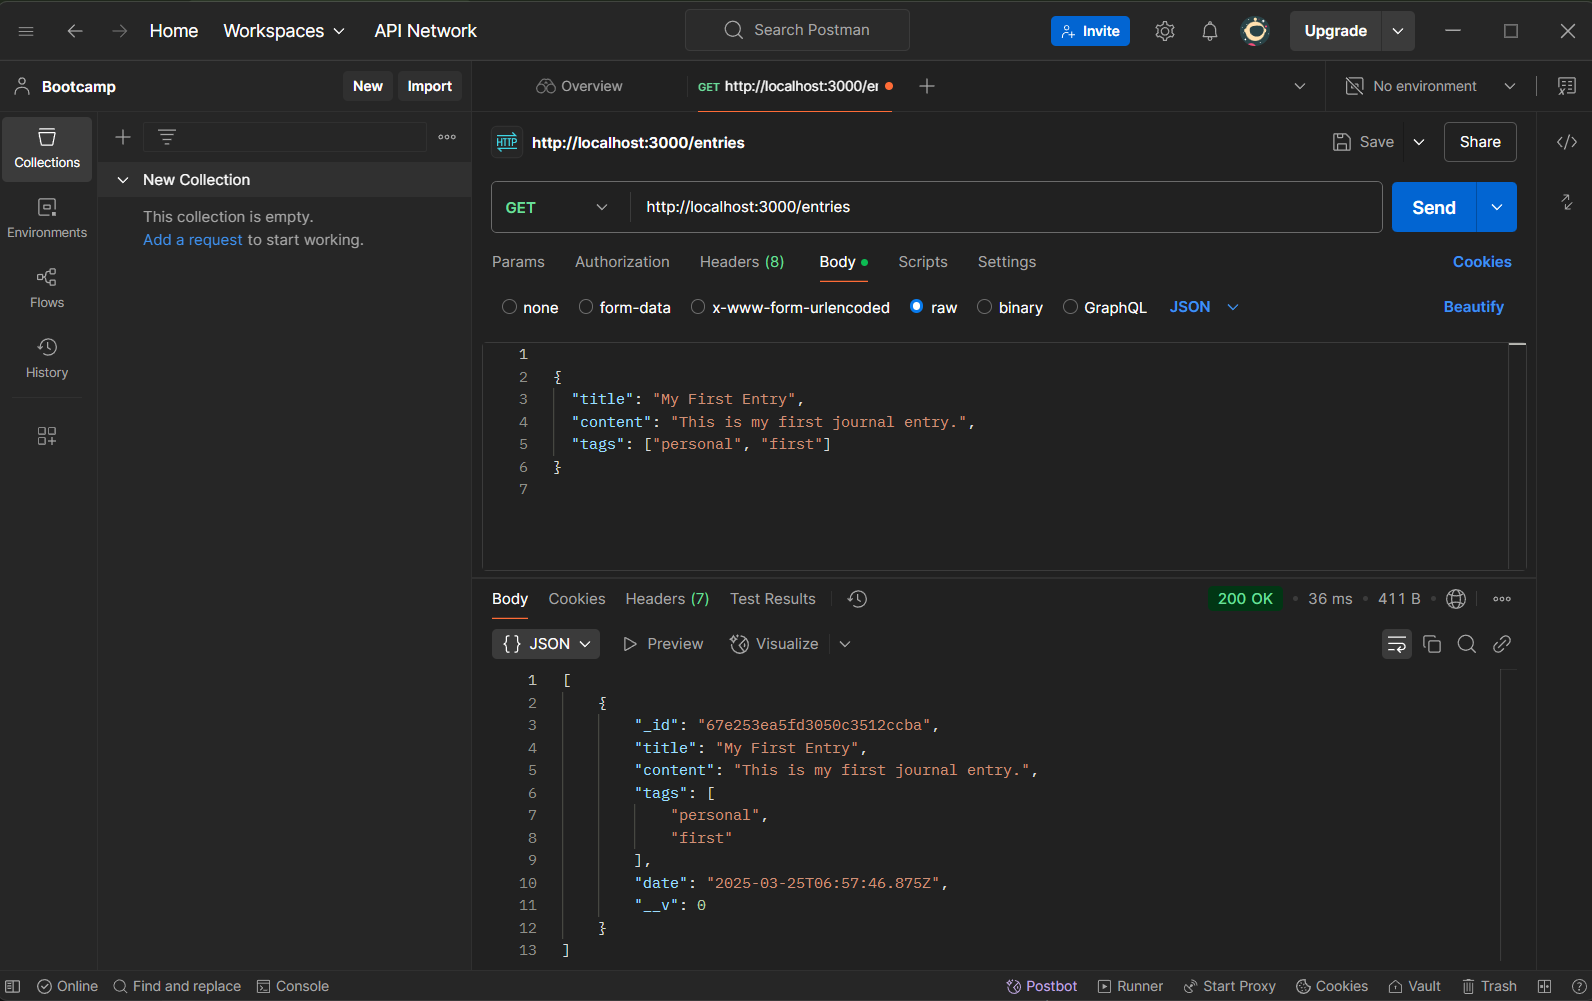 Home Workspaces API Network Search Postman Invite Upgrade
Bootcamp New Import Overview GET http://localhost:3000/er No environment
Collections
Environments
Flows
History
New Collection
This collection is empty.
Add a request to start working.
HTTP http://localhost:3000/entries Save Share
GET http://localhost:3000/entries Send
Params Authorization Headers (8) Body Scripts Settings Cookies
none form-data x-www-form-urlencoded raw binary GraphQL JSON Beautify
1
2 {
3 "title": "My First Entry",
4 "content": "This is my first journal entry.",
5 "tags": ["personal", "first"]
6 }
7
Body Cookies Headers (7) Test Results 200 OK 36 ms 411 B
{} JSON Preview Visualize
1 [
2 {
3 "_id": "67e253ea5fd3050c3512ccba",
4 "title": "My First Entry",
5 "content": "This is my first journal entry.",
6 "tags": [
7 "personal",
8 "first"
9 ],
10 "date": "2025-03-25T06:57:46.875Z",
11 "__v": 0
12 }
13 ]
Online Find and replace Console Postbot Runner Start Proxy Cookies Vault Trash